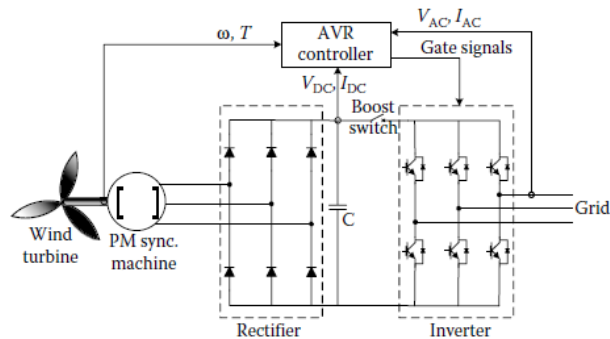 ω, T
AVR
controller
V_AC, I_AC
Gate signals
V_DC, I_DC
Boost
switch
C
Grid
Wind
turbine
PM sync.
machine
Rectifier
Inverter